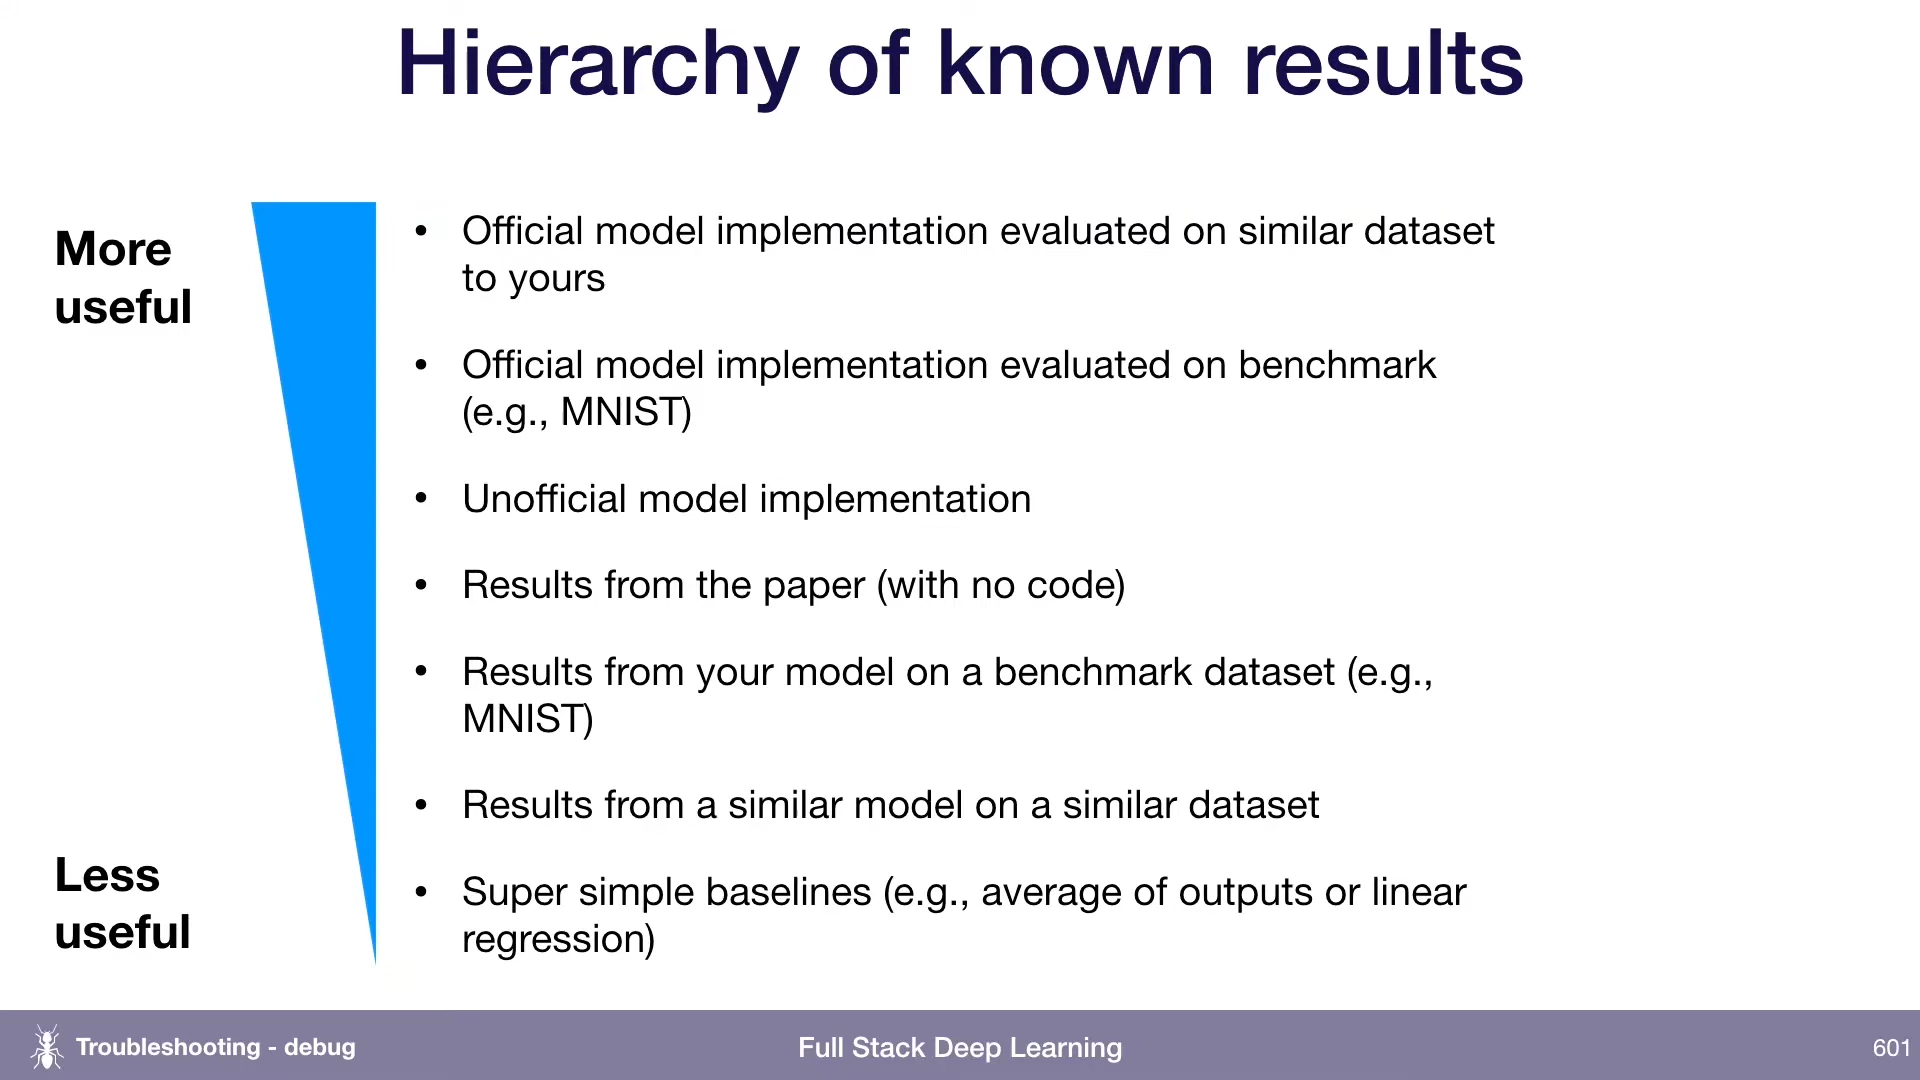 Hierarchy of known results
More
useful
• Official model implementation evaluated on similar dataset
to yours
• Official model implementation evaluated on benchmark
(e.g., MNIST)
• Unofficial model implementation
• Results from the paper (with no code)
• Results from your model on a benchmark dataset (e.g.,
MNIST)
• Results from a similar model on a similar dataset
• Super simple baselines (e.g., average of outputs or linear
regression)
Less
useful
Troubleshooting - debug
Full Stack Deep Learning
601